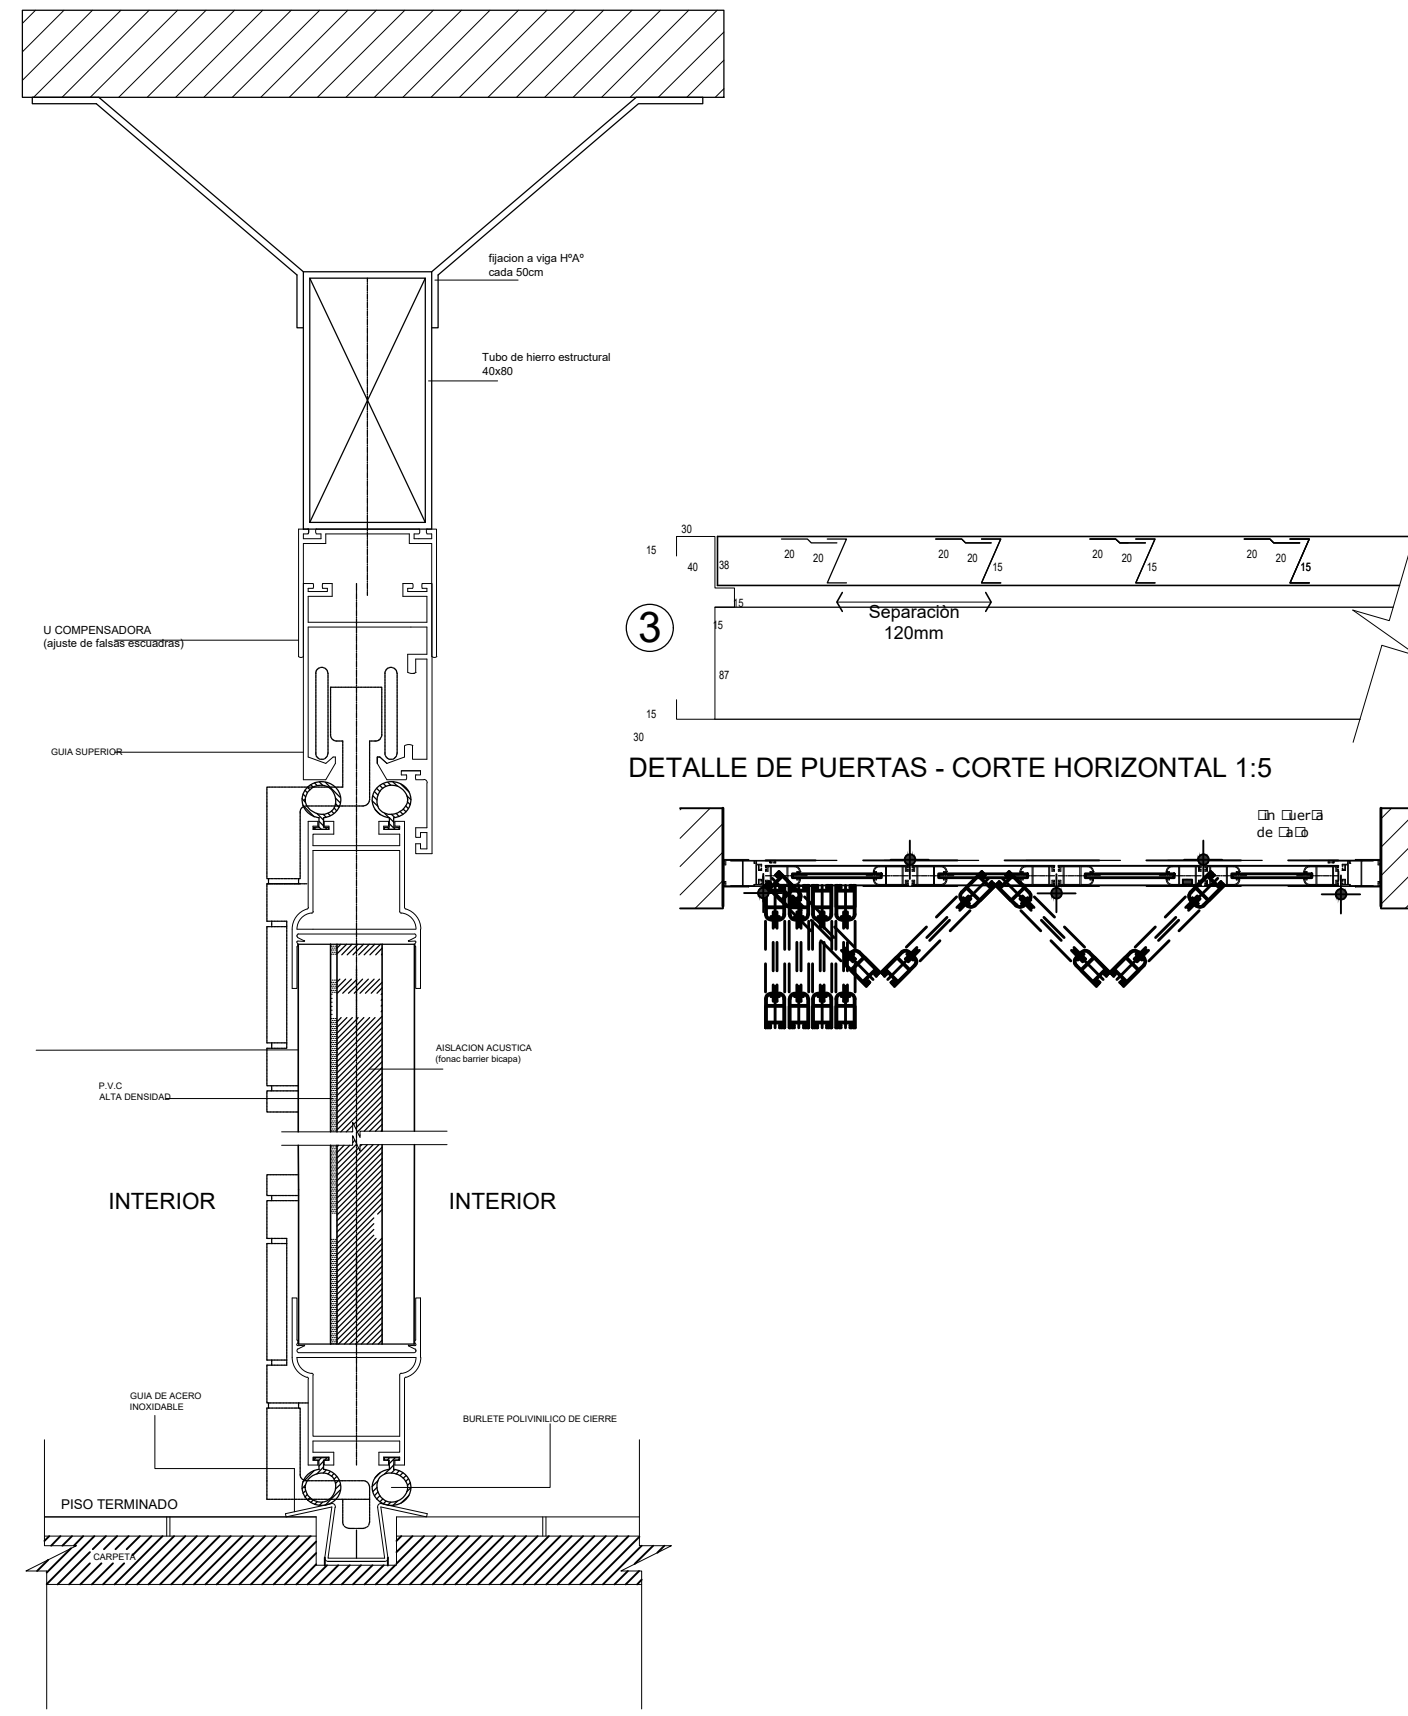 fijacion a viga HºAº
cada 50cm
Tubo de hierro estructural
40x80
U COMPENSADORA
(ajuste de falsas escuadras)
GUIA SUPERIOR
AISLACION ACUSTICA
(fonac barrier bicapa)
P.V.C
ALTA DENSIDAD
INTERIOR
INTERIOR
GUIA DE ACERO
INOXIDABLE
BURLETE POLIVINILICO DE CIERRE
PISO TERMINADO
CARPETA
30
15
40
38
20
20
20
20
15
20
20
15
20
20
15
15
Separaciòn
120mm
3
15
87
15
30
DETALLE DE PUERTAS - CORTE HORIZONTAL 1:5
de